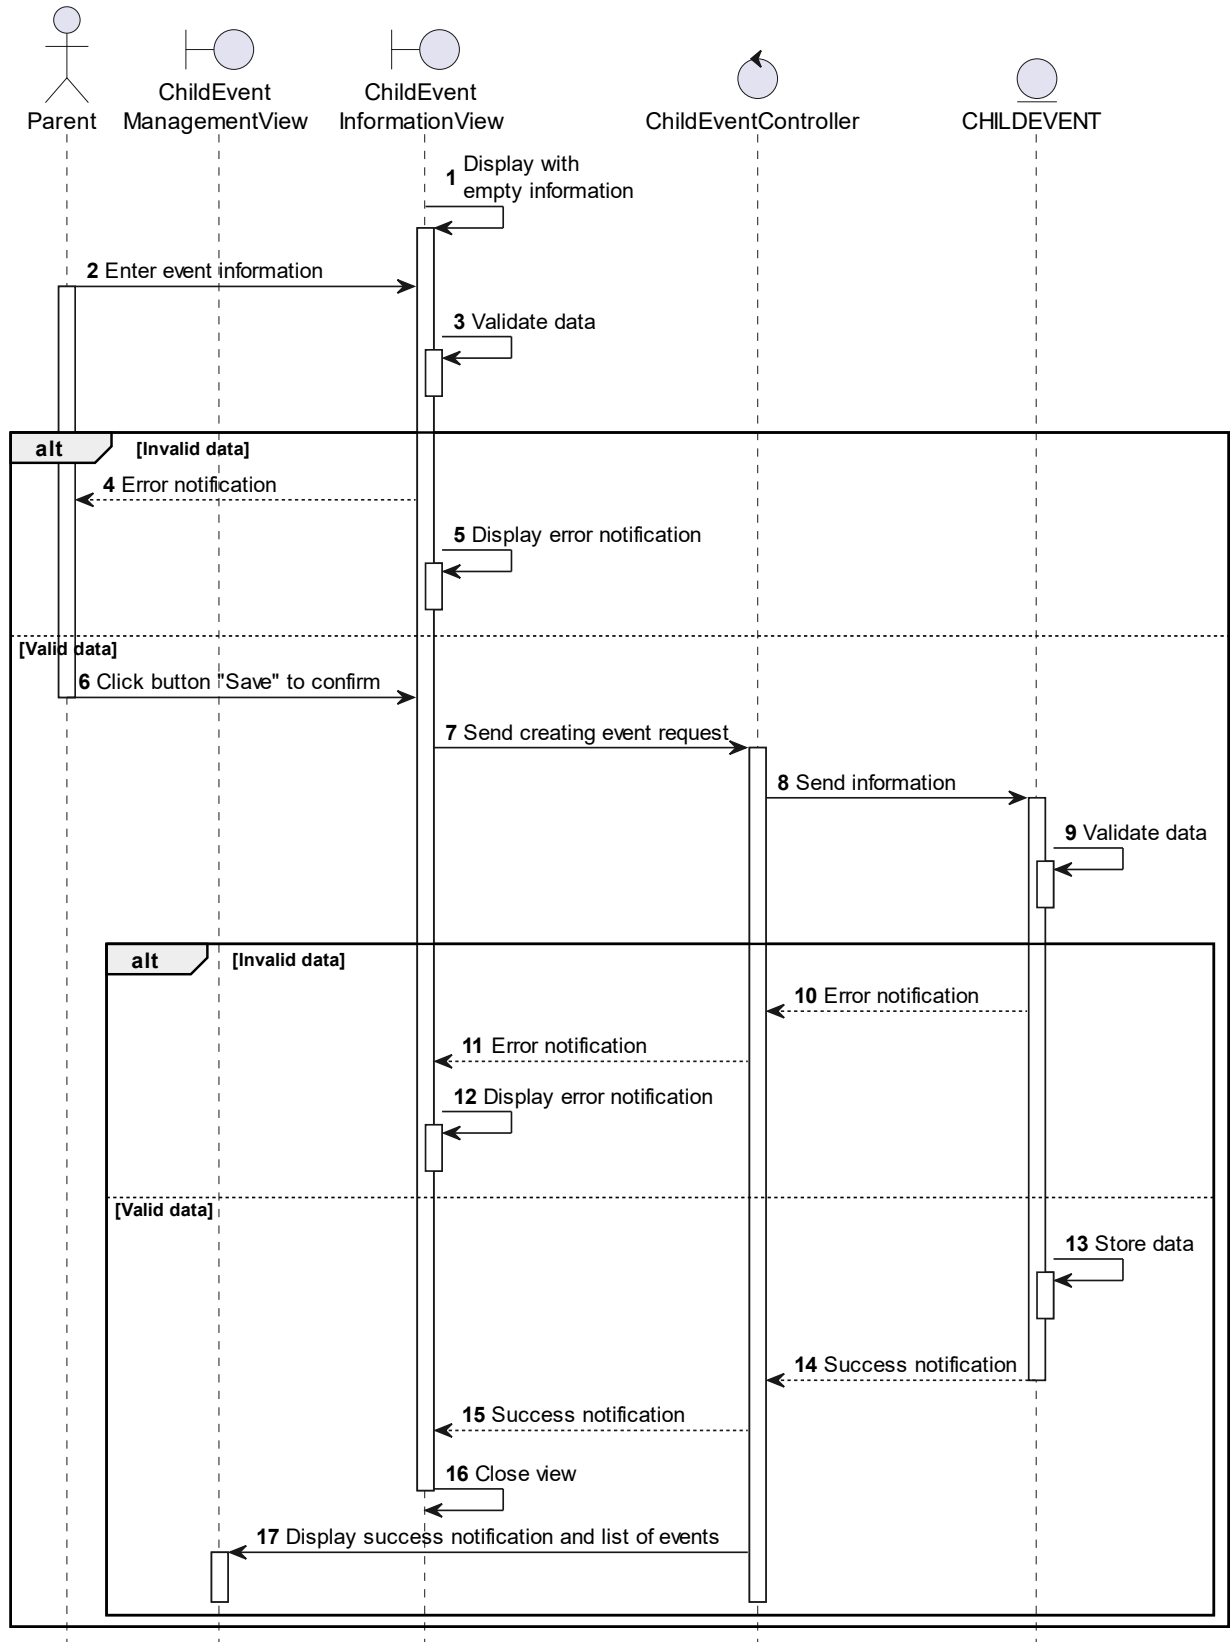 Parent
ChildEvent
ManagementView
ChildEvent
InformationView
ChildEventController
CHILDEVENT
1 Display with
empty information
2 Enter event information
3 Validate data
alt [Invalid data]
4 Error notification
5 Display error notification
[Valid data]
6 Click button "Save" to confirm
7 Send creating event request
8 Send information
9 Validate data
alt [Invalid data]
10 Error notification
11 Error notification
12 Display error notification
[Valid data]
13 Store data
14 Success notification
15 Success notification
16 Close view
17 Display success notification and list of events